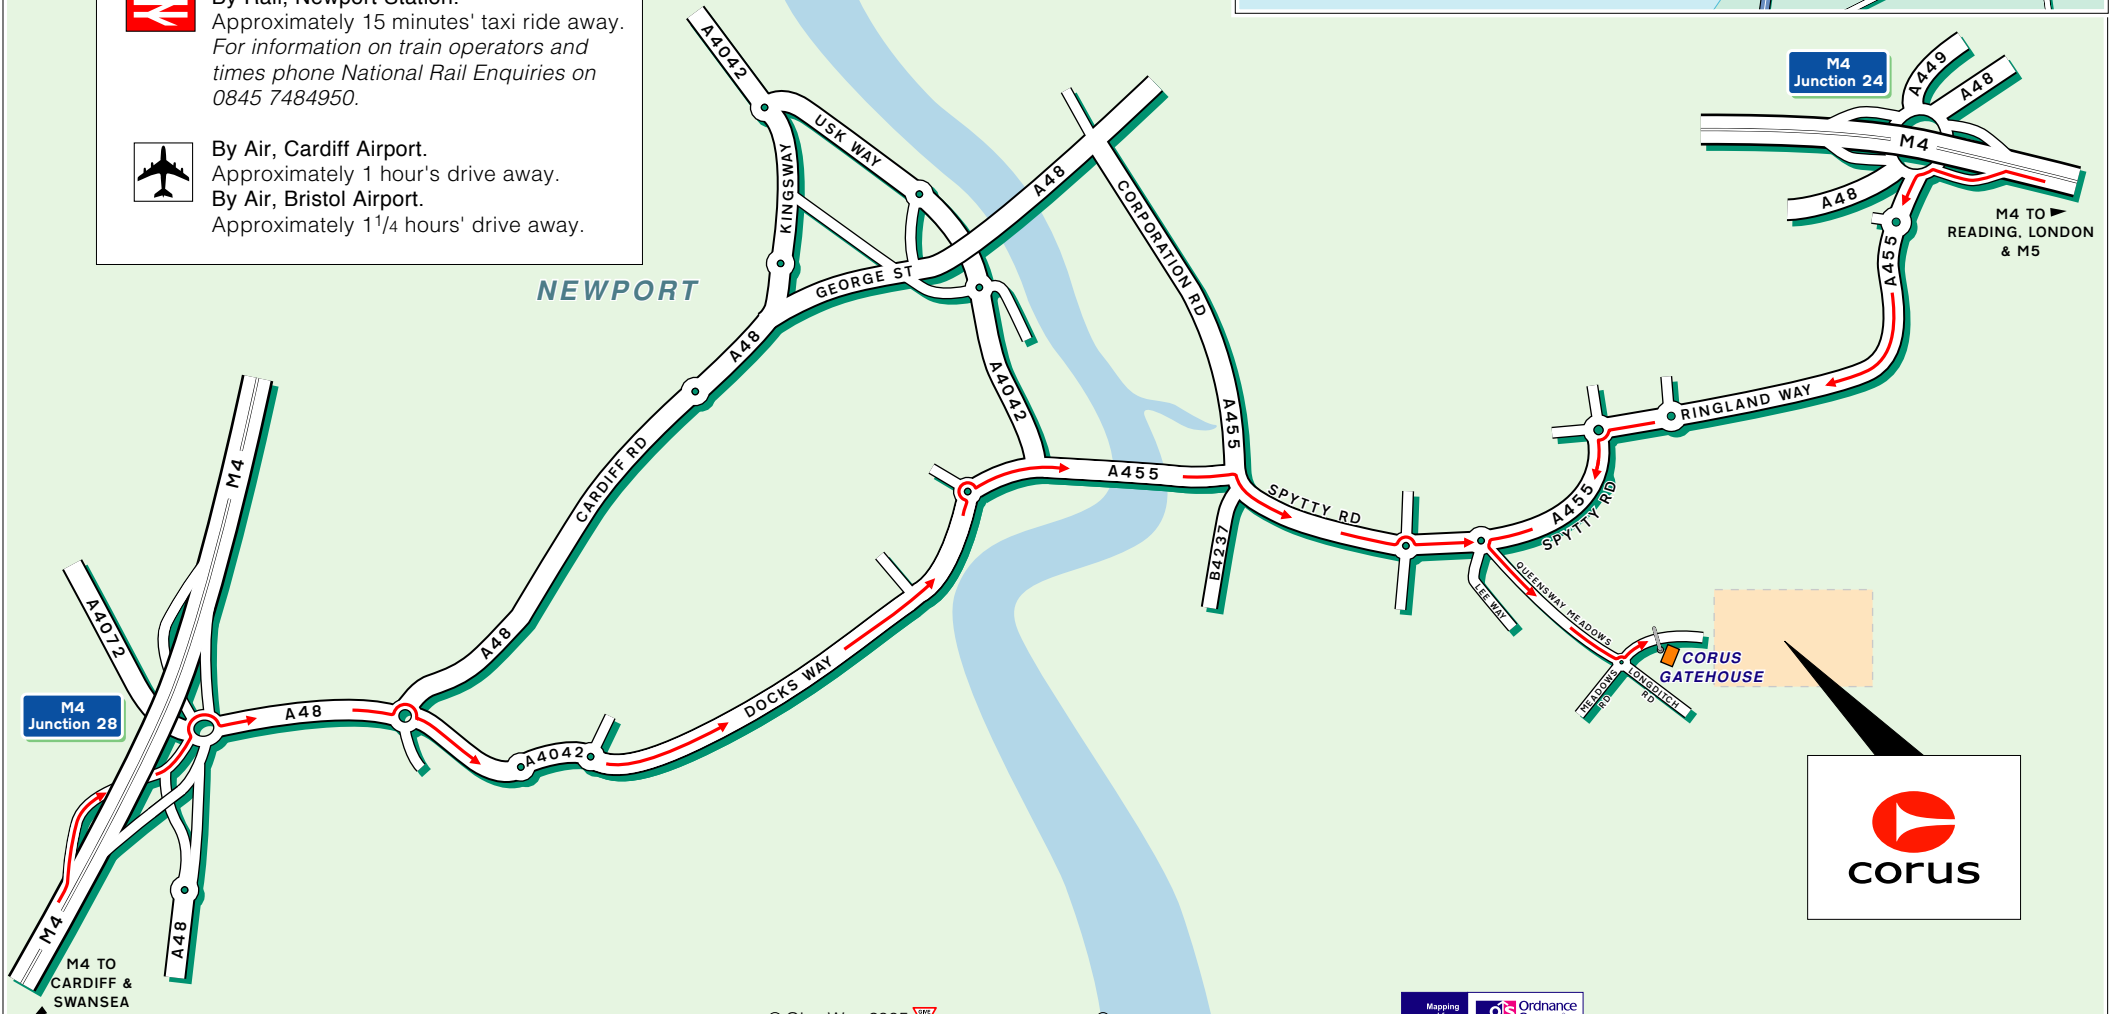 By Rail, Newport Station.
Approximately 15 minutes' taxi ride away.
For information on train operators and
times phone National Rail Enquiries on
0845 7484950.
By Air, Cardiff Airport.
Approximately 1 hour's drive away.
By Air, Bristol Airport.
Approximately 1 1/4 hours' drive away.
NEWPORT
A4042
USK WAY
KINGSWAY
A48
GEORGE ST
CORPORATION RD
A48
CARDIFF RD
A4042
A455
A455
SPYTTY RD
B4237
M4
Junction 24
A449
A48
M4
A48
M4 TO
READING, LONDON
& M5
A455
RINGLAND WAY
A455
SPYTTY RD
QUEENSWAY MEADOWS
LEE WAY
CORUS
GATEHOUSE
MEADOWS
RD
LONGDITCH
RD
corus
M4
A4072
M4
Junction 28
A48
A48
A4042
DOCKS WAY
M4
A48
M4 TO
CARDIFF &
SWANSEA
GIVE
Mapping
Ordnance